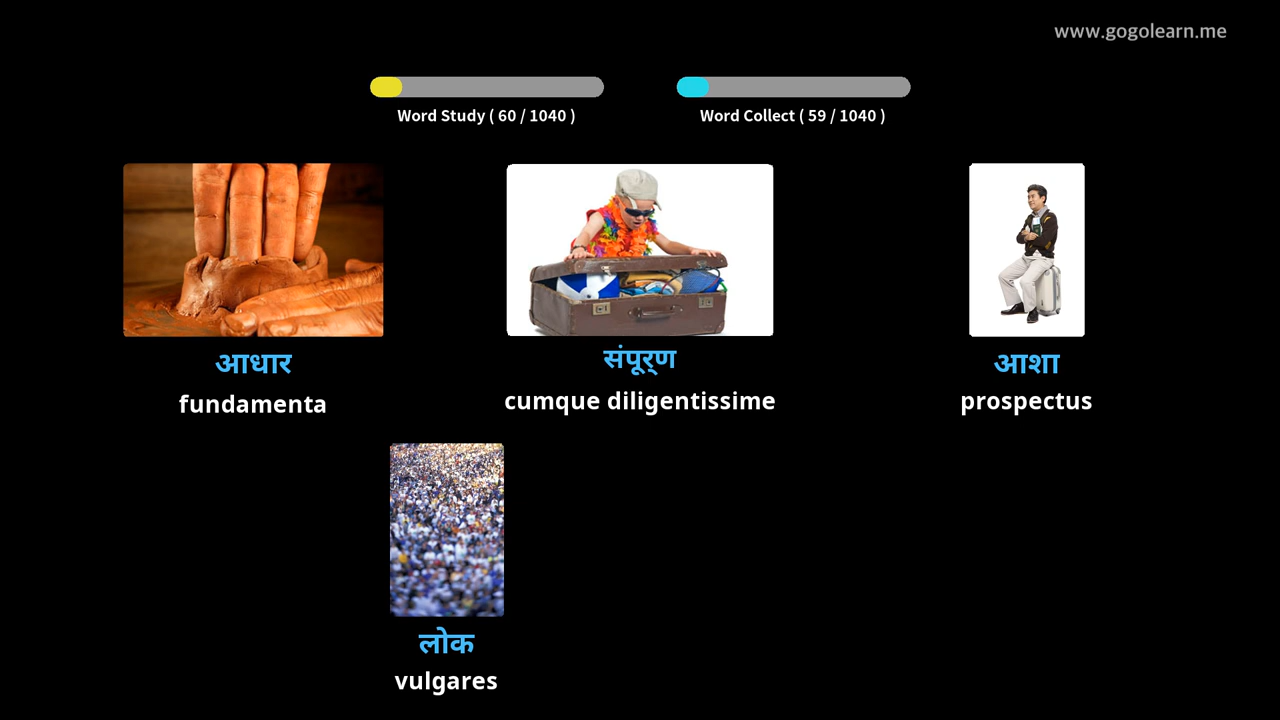 www.gogolearn.me
Word Study ( 60 / 1040 )
Word Collect ( 59 / 1040 )
आधार
fundamenta
संपूर्ण
cumque diligentissime
आशा
prospectus
लोक
vulgares